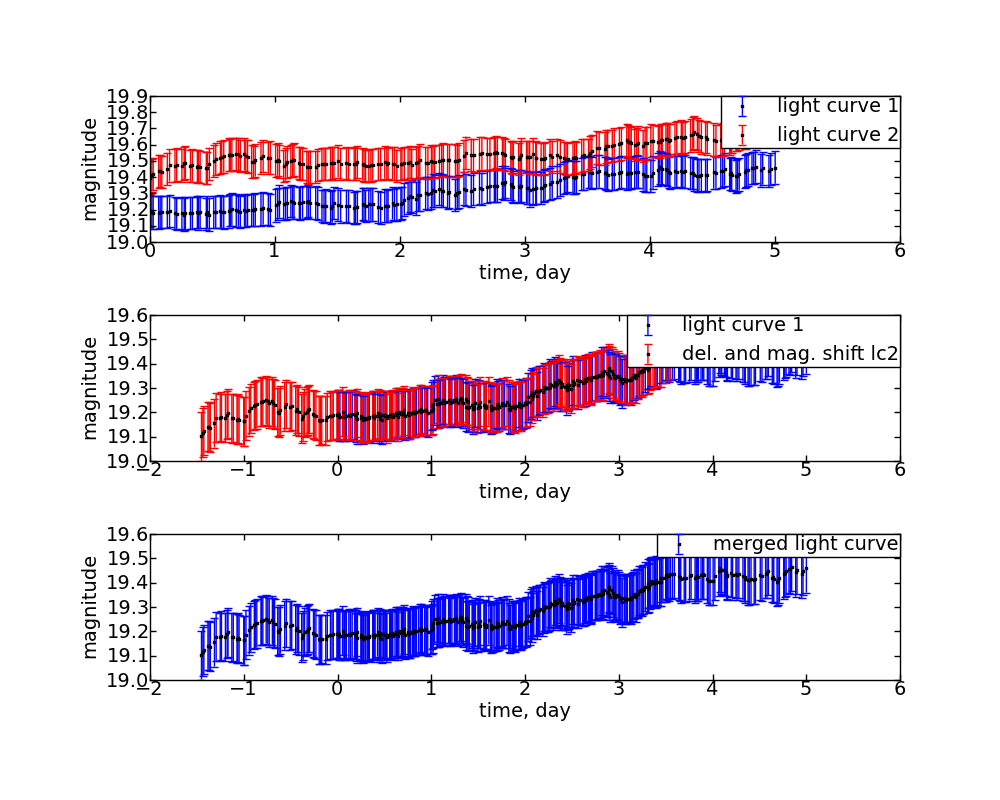 19.9
19.8
19.7
19.6
19.5
19.4
19.3
19.2
19.1
19.0
magnitude
light curve 1
light curve 2
0 1 2 3 4 5 6
time, day
19.6
19.5
19.4
19.3
19.2
19.1
19.0
magnitude
light curve 1
del. and mag. shift lc2
−2 −1 0 1 2 3 4 5 6
time, day
19.6
19.5
19.4
19.3
19.2
19.1
19.0
magnitude
merged light curve
−2 −1 0 1 2 3 4 5 6
time, day